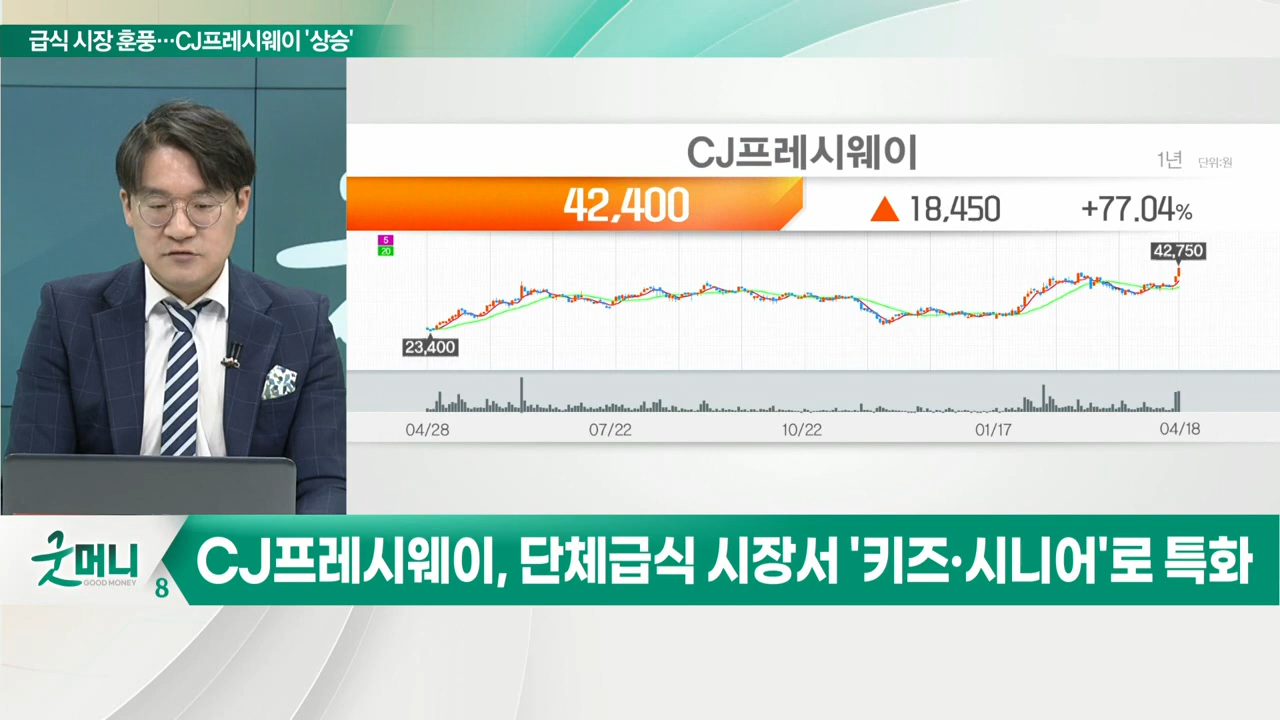 급식 시장 훈풍…CJ프레시웨이 '상승'
CJ프레시웨이
1년 단위:원
42,400 ▲ 18,450 +77.04%
5
20
42,750
23,400
04/28 07/22 10/22 01/17 04/18
굿머니
GOOD MONEY
8
CJ프레시웨이, 단체급식 시장서 '키즈·시니어'로 특화